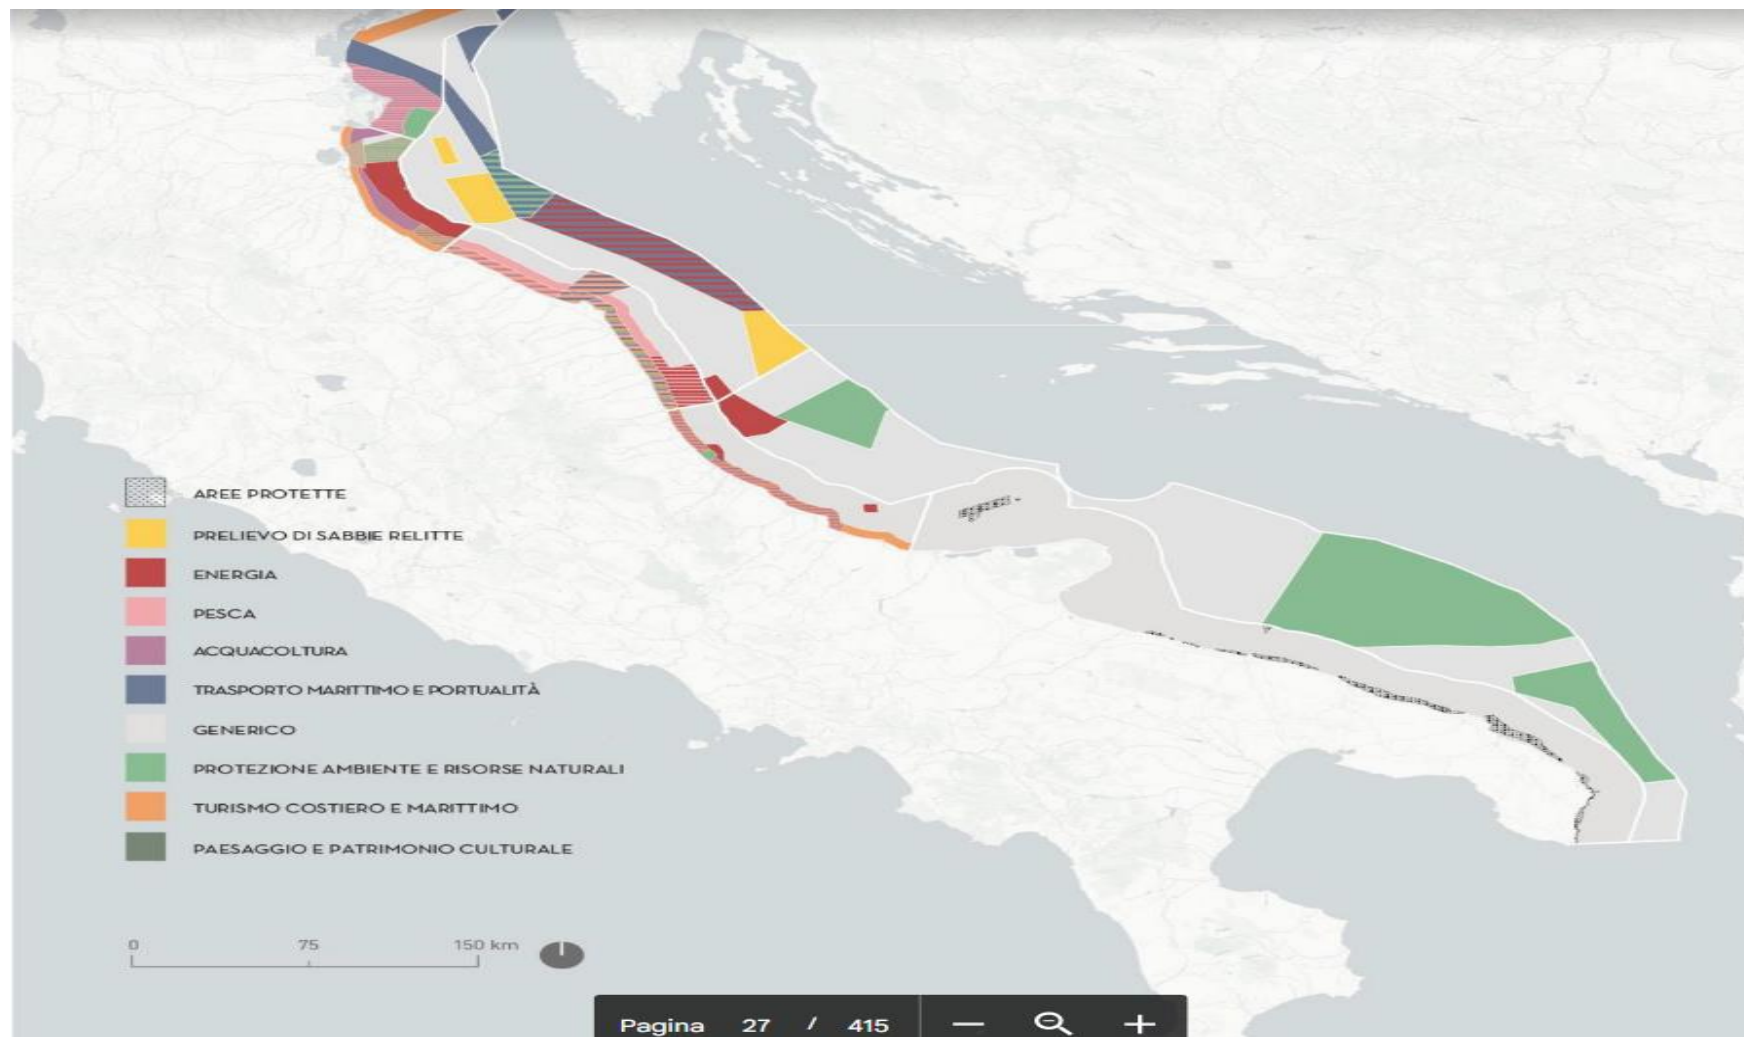 AREE PROTETTE
PRELIEVO DI SABBIE RELITTE
ENERGIA
PESCA
ACQUACOLTURA
TRASPORTO MARITTIMO E PORTUALITÀ
GENERICO
PROTEZIONE AMBIENTE E RISORSE NATURALI
TURISMO COSTIERO E MARITTIMO
PAESAGGIO E PATRIMONIO CULTURALE
0 75 150 km
Pagina 27 / 415